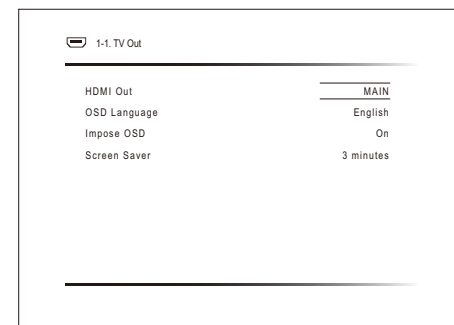 1-1. TV Out
HDMI Out MAIN
OSD Language English
Impose OSD On
Screen Saver 3 minutes